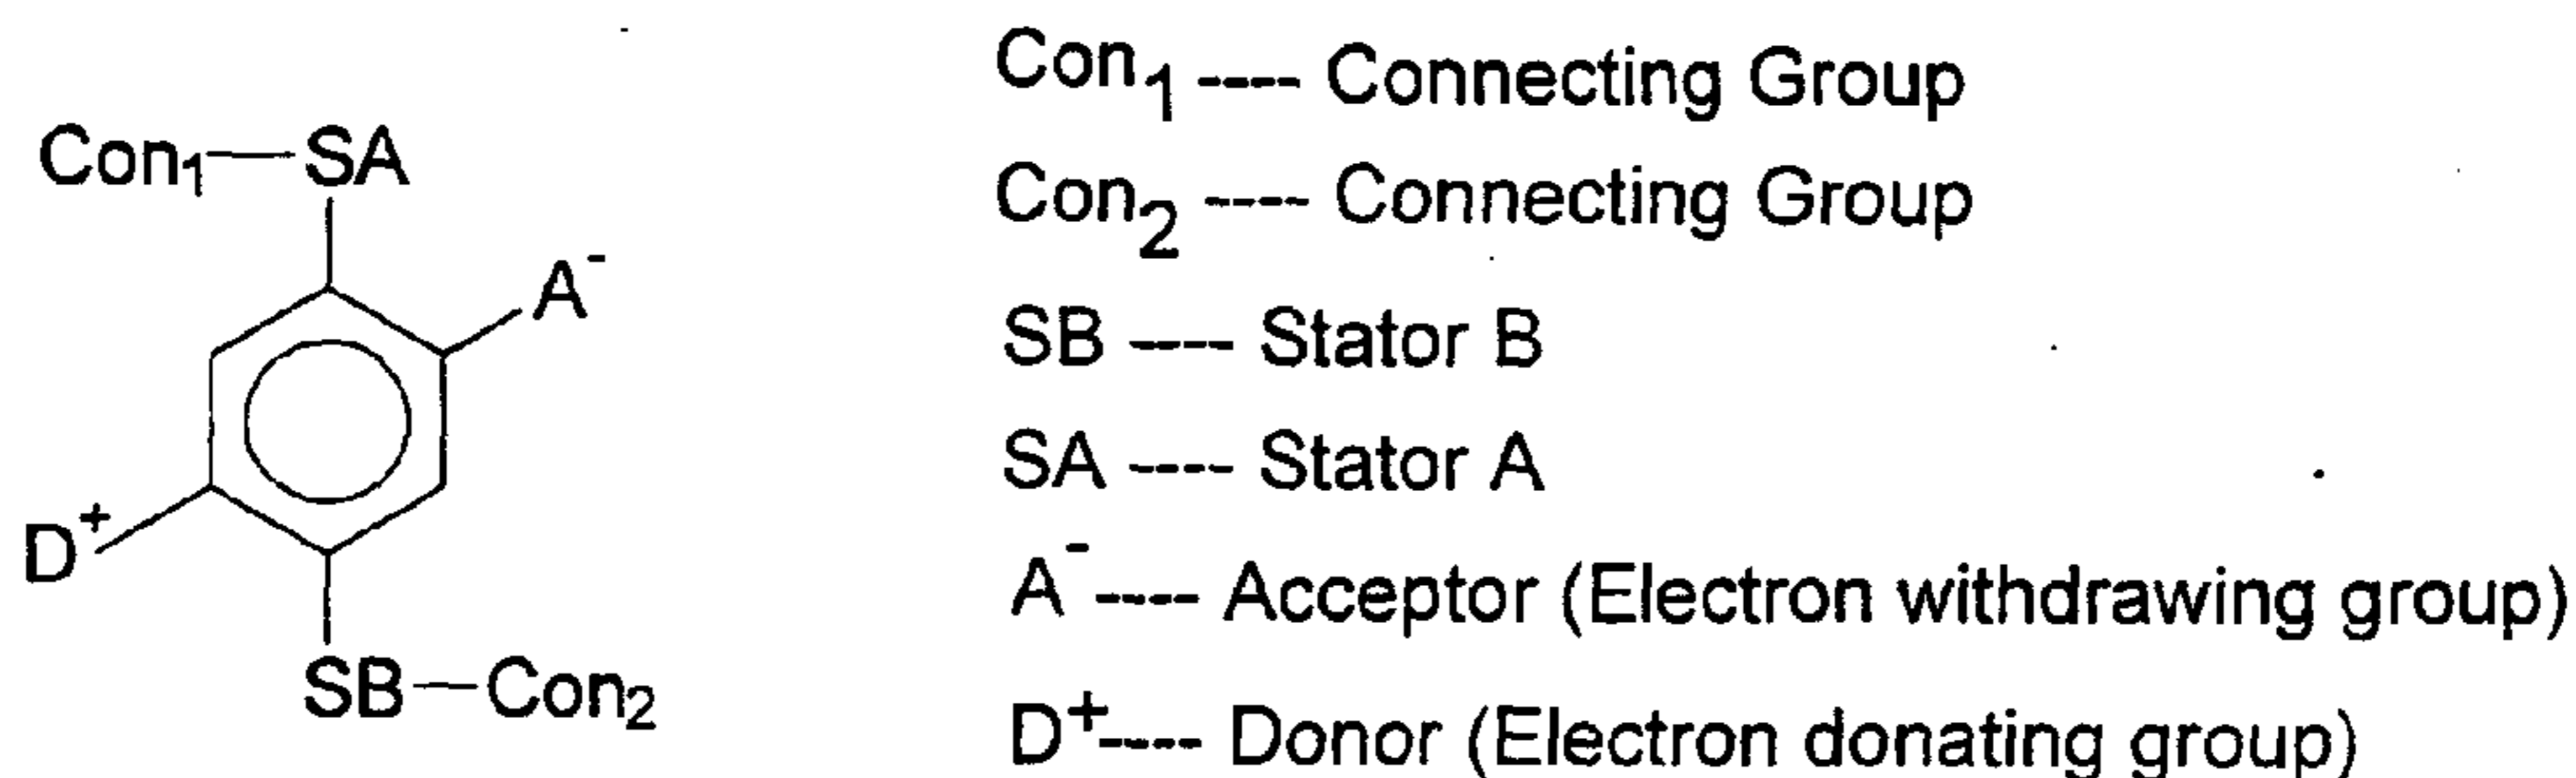 Con₁—SA
A⁻
D⁺
SB—Con₂
Con₁ ---- Connecting Group
Con₂ ---- Connecting Group
SB ---- Stator B
SA ---- Stator A
A⁻---- Acceptor (Electron withdrawing group)
D⁺---- Donor (Electron donating group)